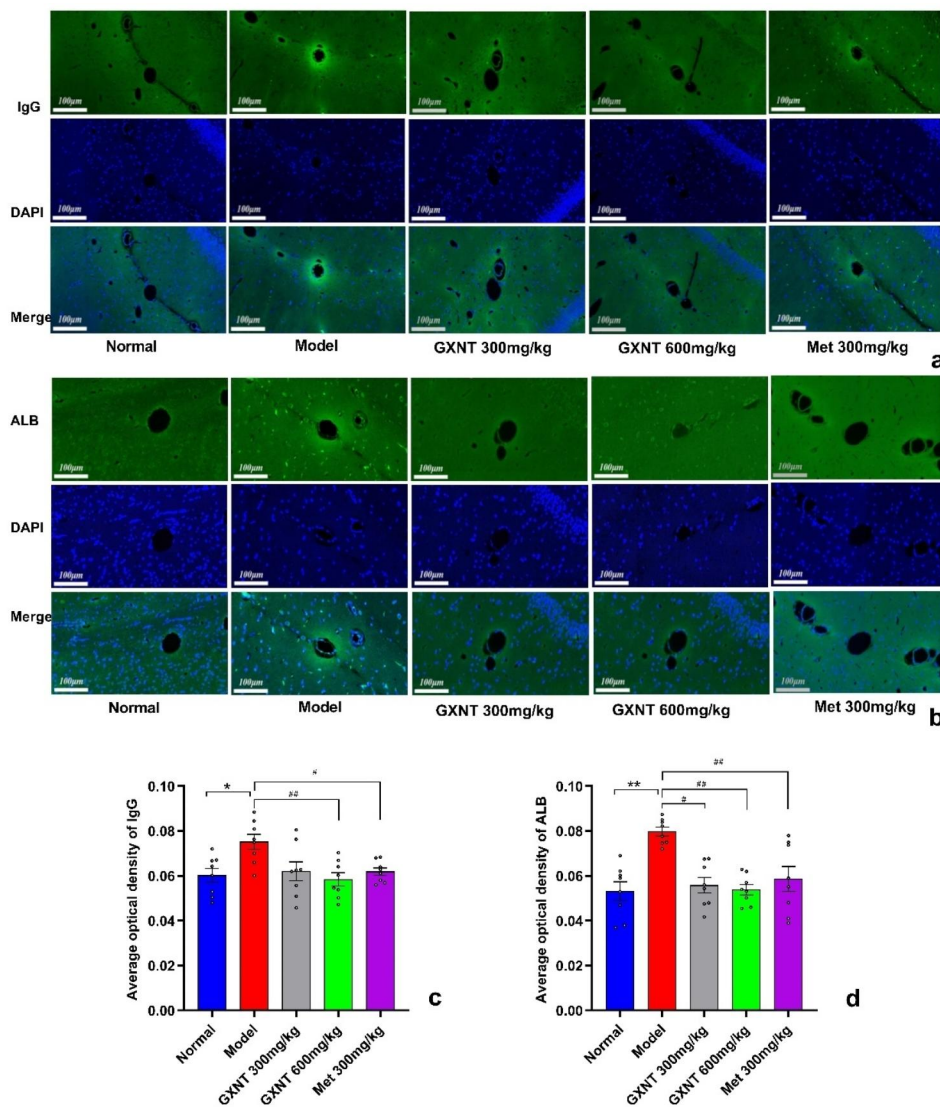 IgG
100μm 100μm 100μm 100μm 100μm
DAPI
100μm 100μm 100μm 100μm 100μm
Merge
100μm 100μm 100μm 100μm 100μm
Normal Model GXNT 300mg/kg GXNT 600mg/kg Met 300mg/kg
a
ALB
100μm 100μm 100μm 100μm 100μm
DAPI
100μm 100μm 100μm 100μm 100μm
Merge
100μm 100μm 100μm 100μm 100μm
Normal Model GXNT 300mg/kg GXNT 600mg/kg Met 300mg/kg
b
Average optical density of IgG
0.10
0.08
0.06
0.04
0.02
0.00
*
#
##
Normal
Model
GXNT 300mg/kg
GXNT 600mg/kg
Met 300mg/kg
c
Average optical density of ALB
0.10
0.08
0.06
0.04
0.02
0.00
**
##
##
#
Normal
Model
GXNT 300mg/kg
GXNT 600mg/kg
Met 300mg/kg
d